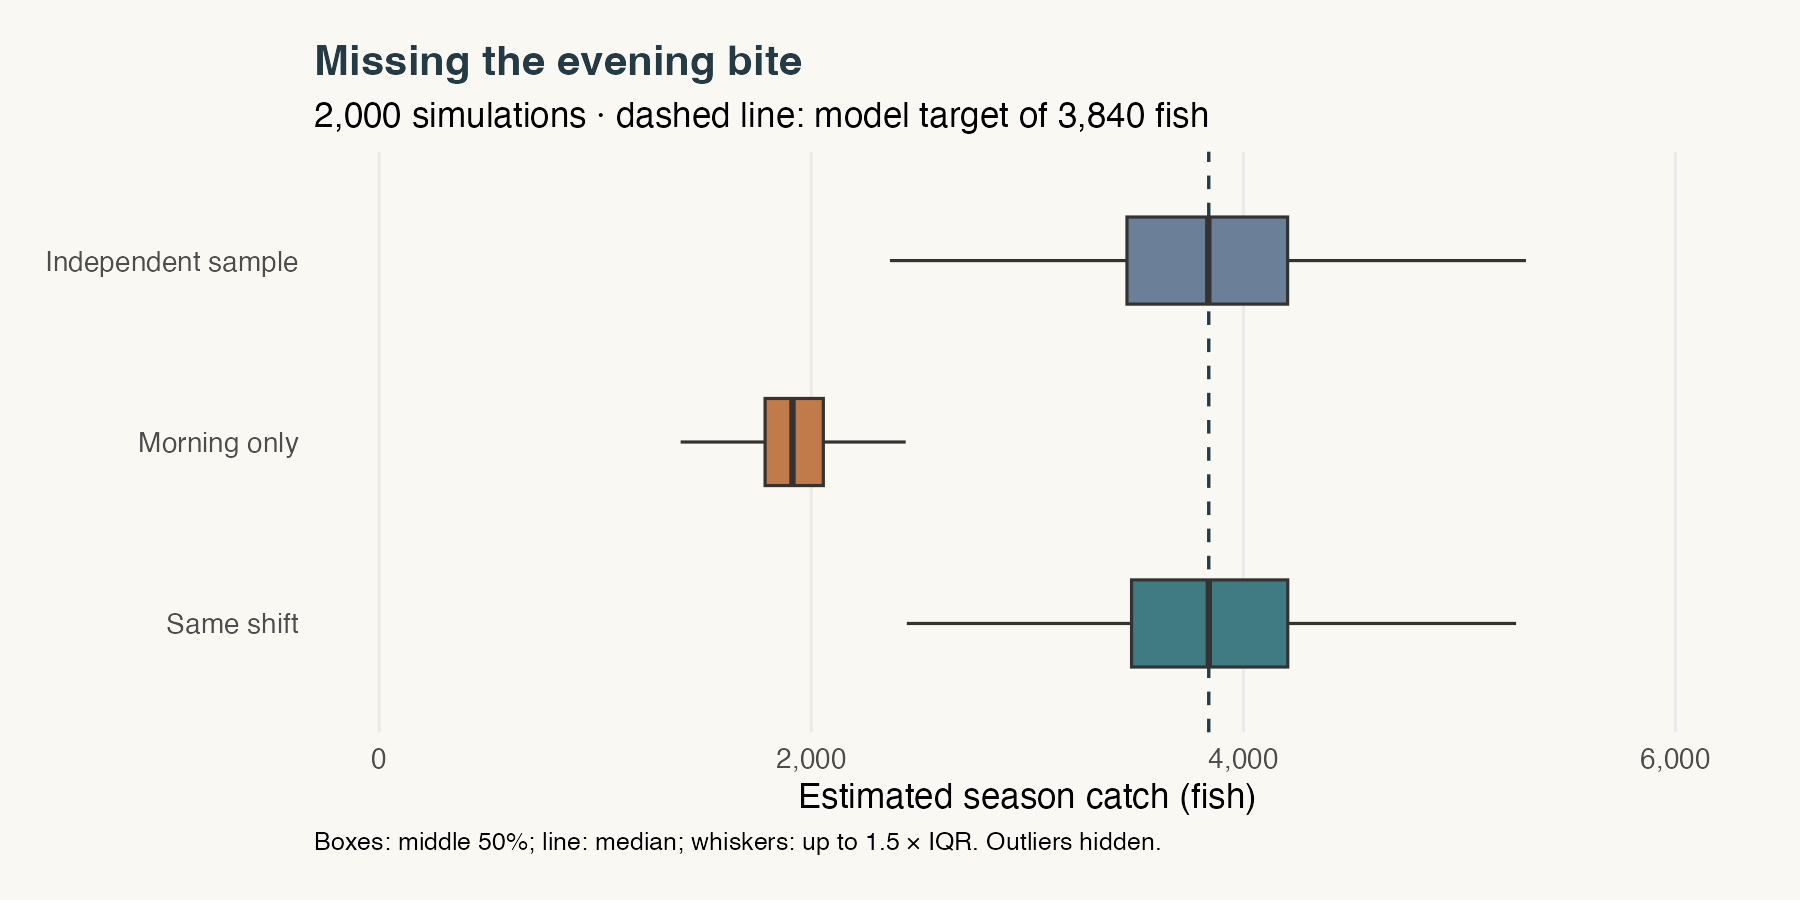 Missing the evening bite
2,000 simulations · dashed line: model target of 3,840 fish
Independent sample
Morning only
Same shift
0 2,000 4,000 6,000
Estimated season catch (fish)
Boxes: middle 50%; line: median; whiskers: up to 1.5 × IQR. Outliers hidden.